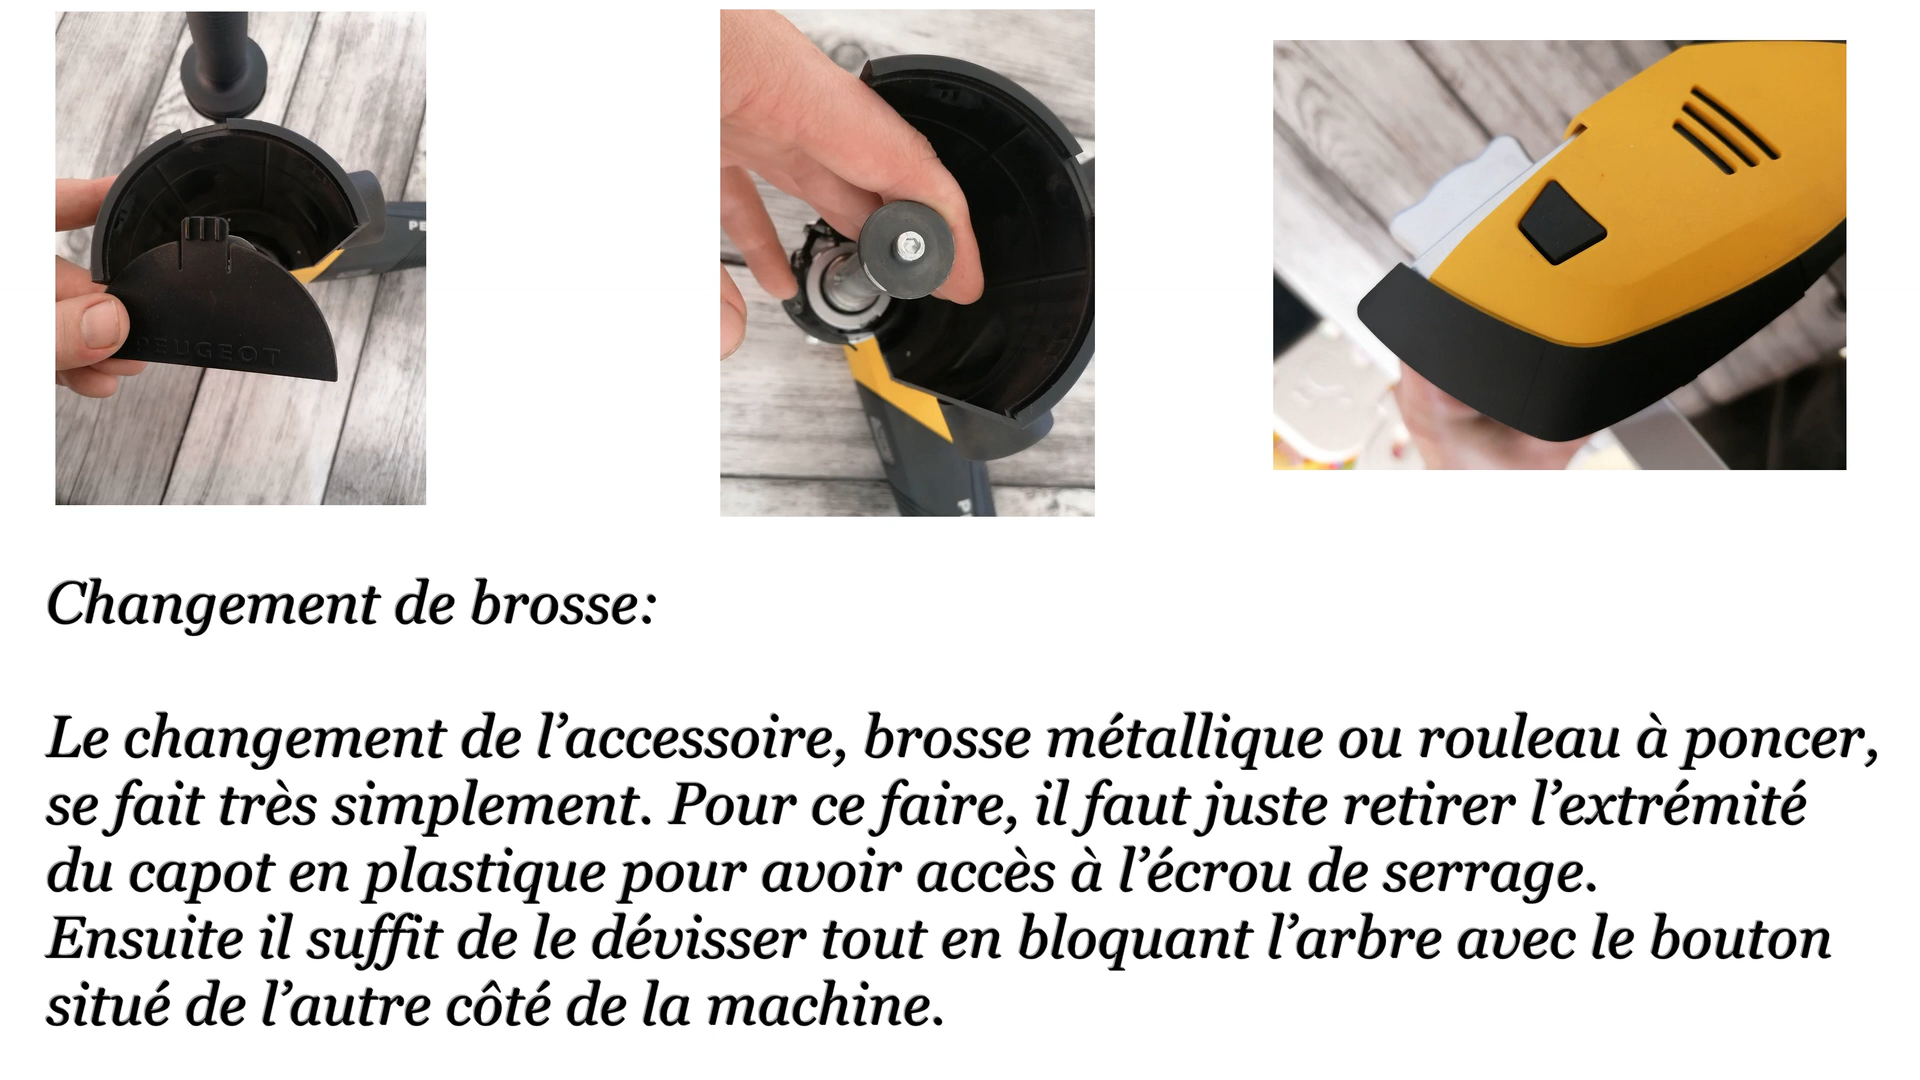 PEUGEOT
Changement de brosse:
Le changement de l’accessoire, brosse métallique ou rouleau à poncer,
se fait très simplement. Pour ce faire, il faut juste retirer l’extrémité
du capot en plastique pour avoir accès à l’écrou de serrage.
Ensuite il suffit de le dévisser tout en bloquant l’arbre avec le bouton
situé de l’autre côté de la machine.